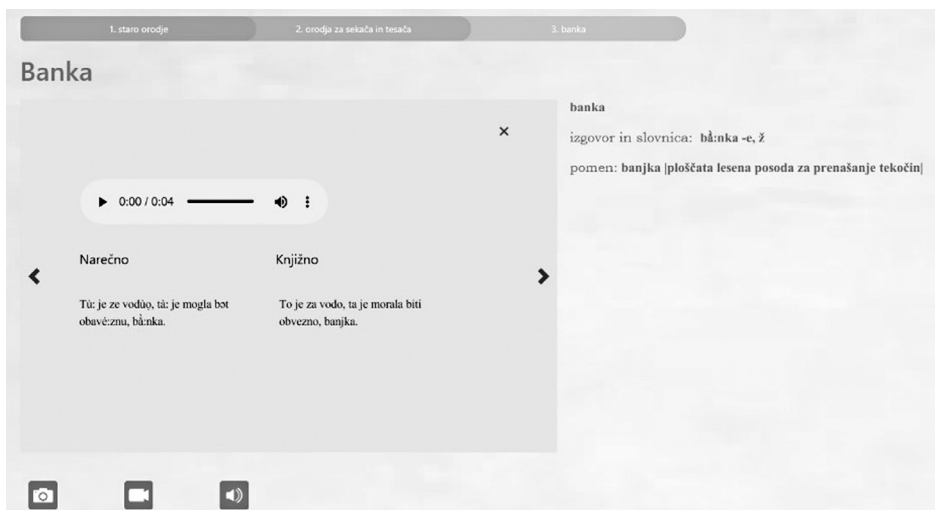 1. staro orodje
2. orodja za sekača in tesača
3. banka
Banka
0:00 / 0:04
Narečno
Knjižno
Tù: je ze vodùọ, tà: je mogla bət
obavé:znu, bȁ:nka.
To je za vodo, ta je morala biti
obvezno, banjka.
banka
izgovor in slovnica: bȁ:nka -e, ž
pomen: banjka |ploščata lesena posoda za prenašanje tekočin|